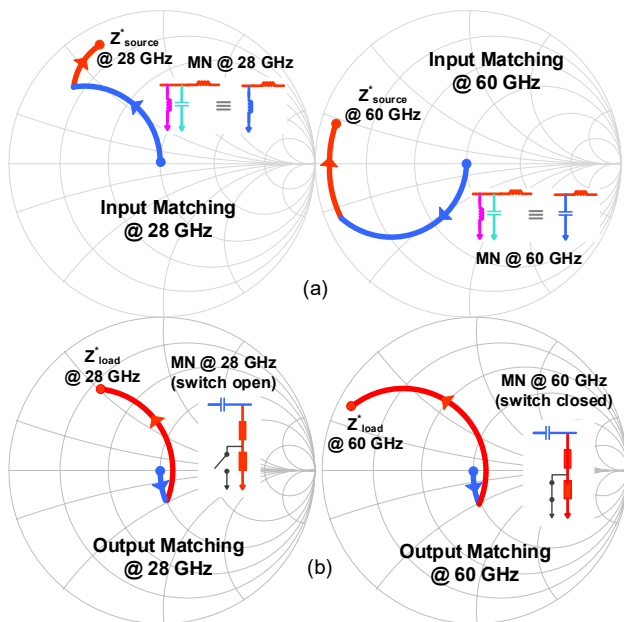 Z*source
@ 28 GHz
MN @ 28 GHz
≡
Input Matching
@ 28 GHz
Input Matching
@ 60 GHz
Z*source
@ 60 GHz
≡
MN @ 60 GHz
(a)
Z*load
@ 28 GHz
MN @ 28 GHz
(switch open)
Output Matching
@ 28 GHz
MN @ 60 GHz
(switch closed)
Z*load
@ 60 GHz
Output Matching
@ 60 GHz
(b)